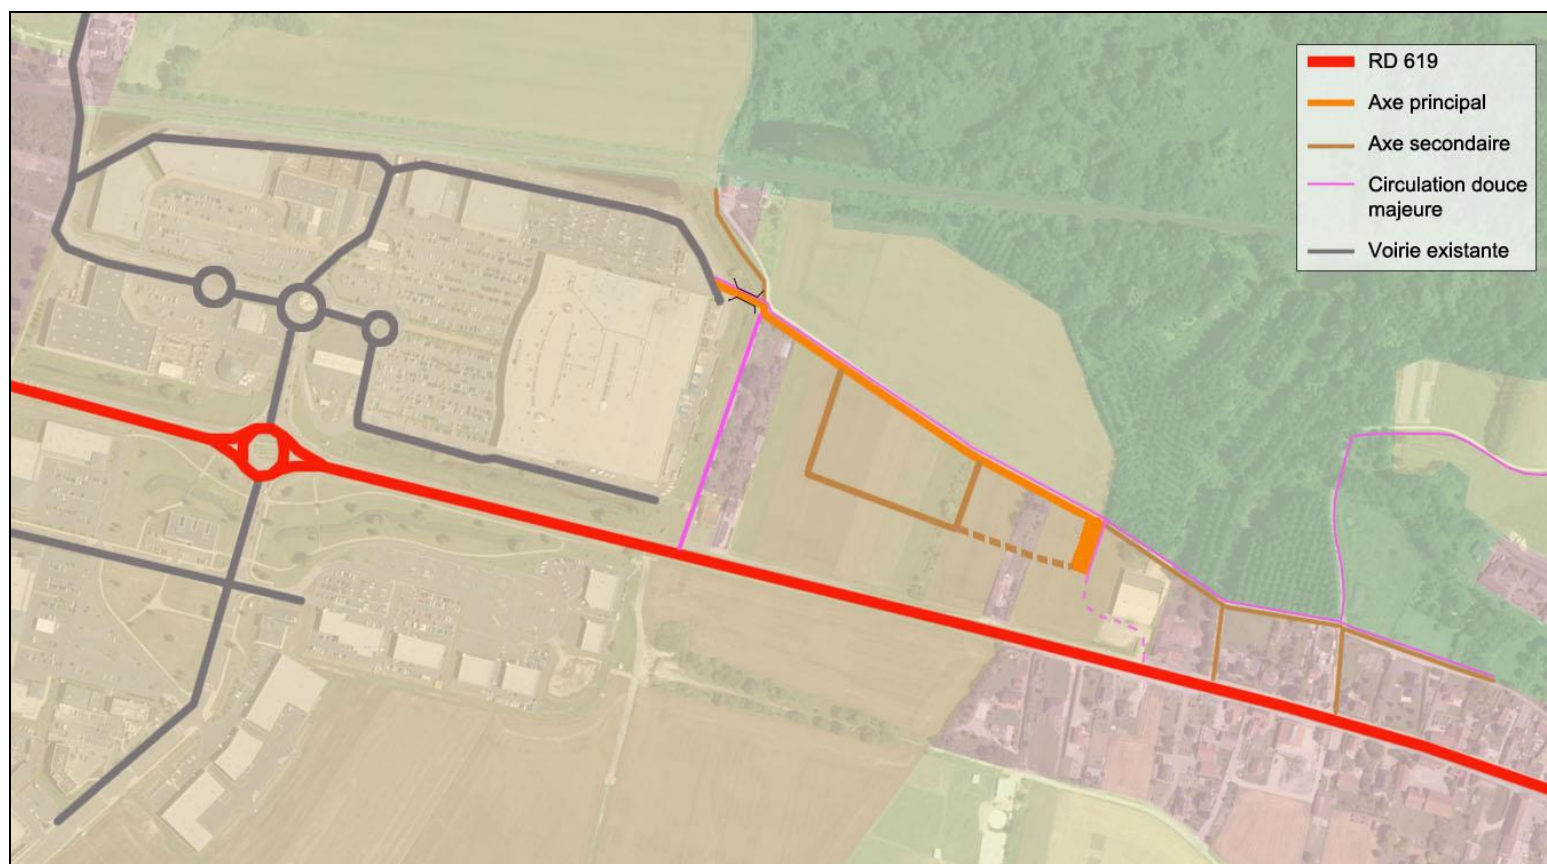 RD 619
Axe principal
Axe secondaire
Circulation douce
majeure
Voirie existante